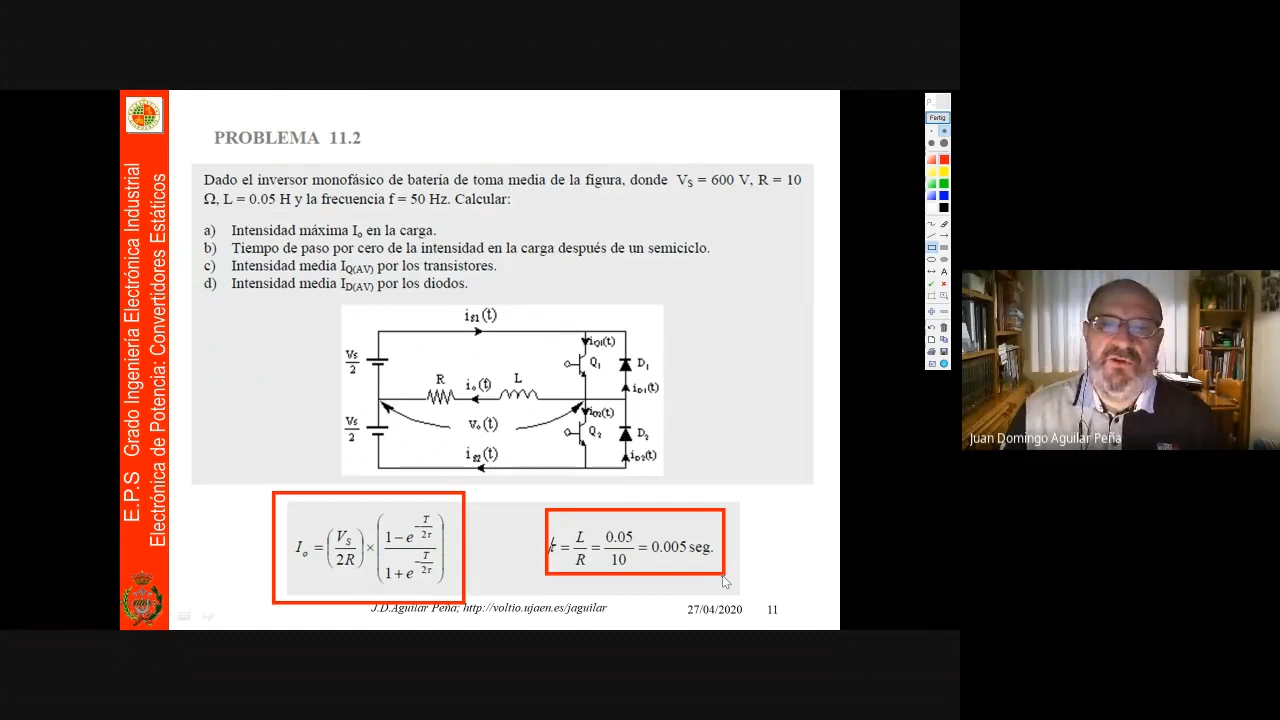 PROBLEMA 11.2
Dado el inversor monofásico de batería de toma media de la figura, donde V_S = 600 V, R = 10
Ω, L = 0.05 H y la frecuencia f = 50 Hz. Calcular:
a) Intensidad máxima I_o en la carga.
b) Tiempo de paso por cero de la intensidad en la carga después de un semiciclo.
c) Intensidad media I_Q(AV) por los transistores.
d) Intensidad media I_D(AV) por los diodos.
i_S1(t)
V_S/2
i_Q1(t)
Q_1
D_1
R
i_o(t)
L
i_D1(t)
V_S/2
v_o(t)
i_Q2(t)
Q_2
D_2
i_S2(t)
i_D2(t)
I_o = (V_S/2R) × ((1 − e^(−T/2τ))/(1 + e^(−T/2τ)))
τ = L/R = 0.05/10 = 0.005 seg.
J.D.Aguilar Peña; http://voltio.ujaen.es/jaguilar
27/04/2020
11
E.P.S Grado Ingeniería Electrónica Industrial
Electrónica de Potencia: Convertidores Estáticos
P..
Fertig
A
Juan Domingo Aguilar Peña